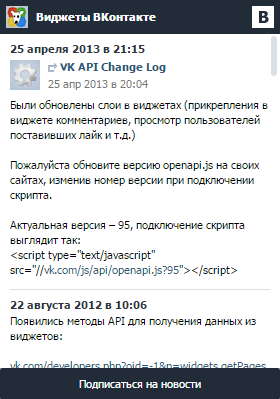 Виджеты ВКонтакте
B
25 апреля 2013 в 21:15
VK API Change Log
25 апр 2013 в 20:04
Были обновлены слои в виджетах (прикрепления в
виджете комментариев, просмотр пользователей
поставивших лайк и т.д.)
Пожалуйста обновите версию openapi.js на своих
сайтах, изменив номер версии при подключении
скрипта.
Актуальная версия – 95, подключение скрипта
выглядит так:
<script type="text/javascript"
src="//vk.com/js/api/openapi.js?95"></script>
22 августа 2012 в 10:06
Появились методы API для получения данных из
виджетов:
vk.com/developers.php?oid=-1&p=widgets.getPages
Подписаться на новости